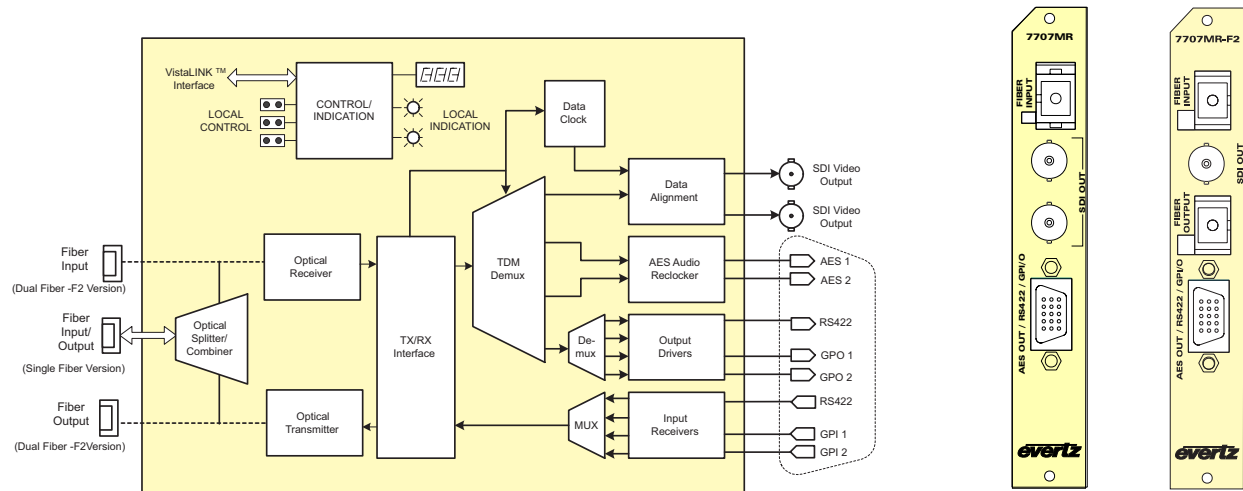 VistaLINK TM
Interface
LOCAL
CONTROL
CONTROL/
INDICATION
LOCAL
INDICATION
Data
Clock
Data
Alignment
SDI Video
Output
SDI Video
Output
Fiber
Input
(Dual Fiber -F2 Version)
Optical
Receiver
TDM
Demux
AES Audio
Reclocker
AES 1
AES 2
Fiber
Input/
Output
(Single Fiber Version)
Optical
Splitter/
Combiner
TX/RX
Interface
De-
mux
Output
Drivers
RS422
GPO 1
GPO 2
Fiber
Output
(Dual Fiber -F2Version)
Optical
Transmitter
MUX
Input
Receivers
RS422
GPI 1
GPI 2
7707MR
FIBER
INPUT
SDI OUT
AES OUT / RS422 / GPI/O
evertz
7707MR-F2
FIBER
INPUT
SDI OUT
FIBER
OUTPUT
AES OUT / RS422 / GPI/O
evertz